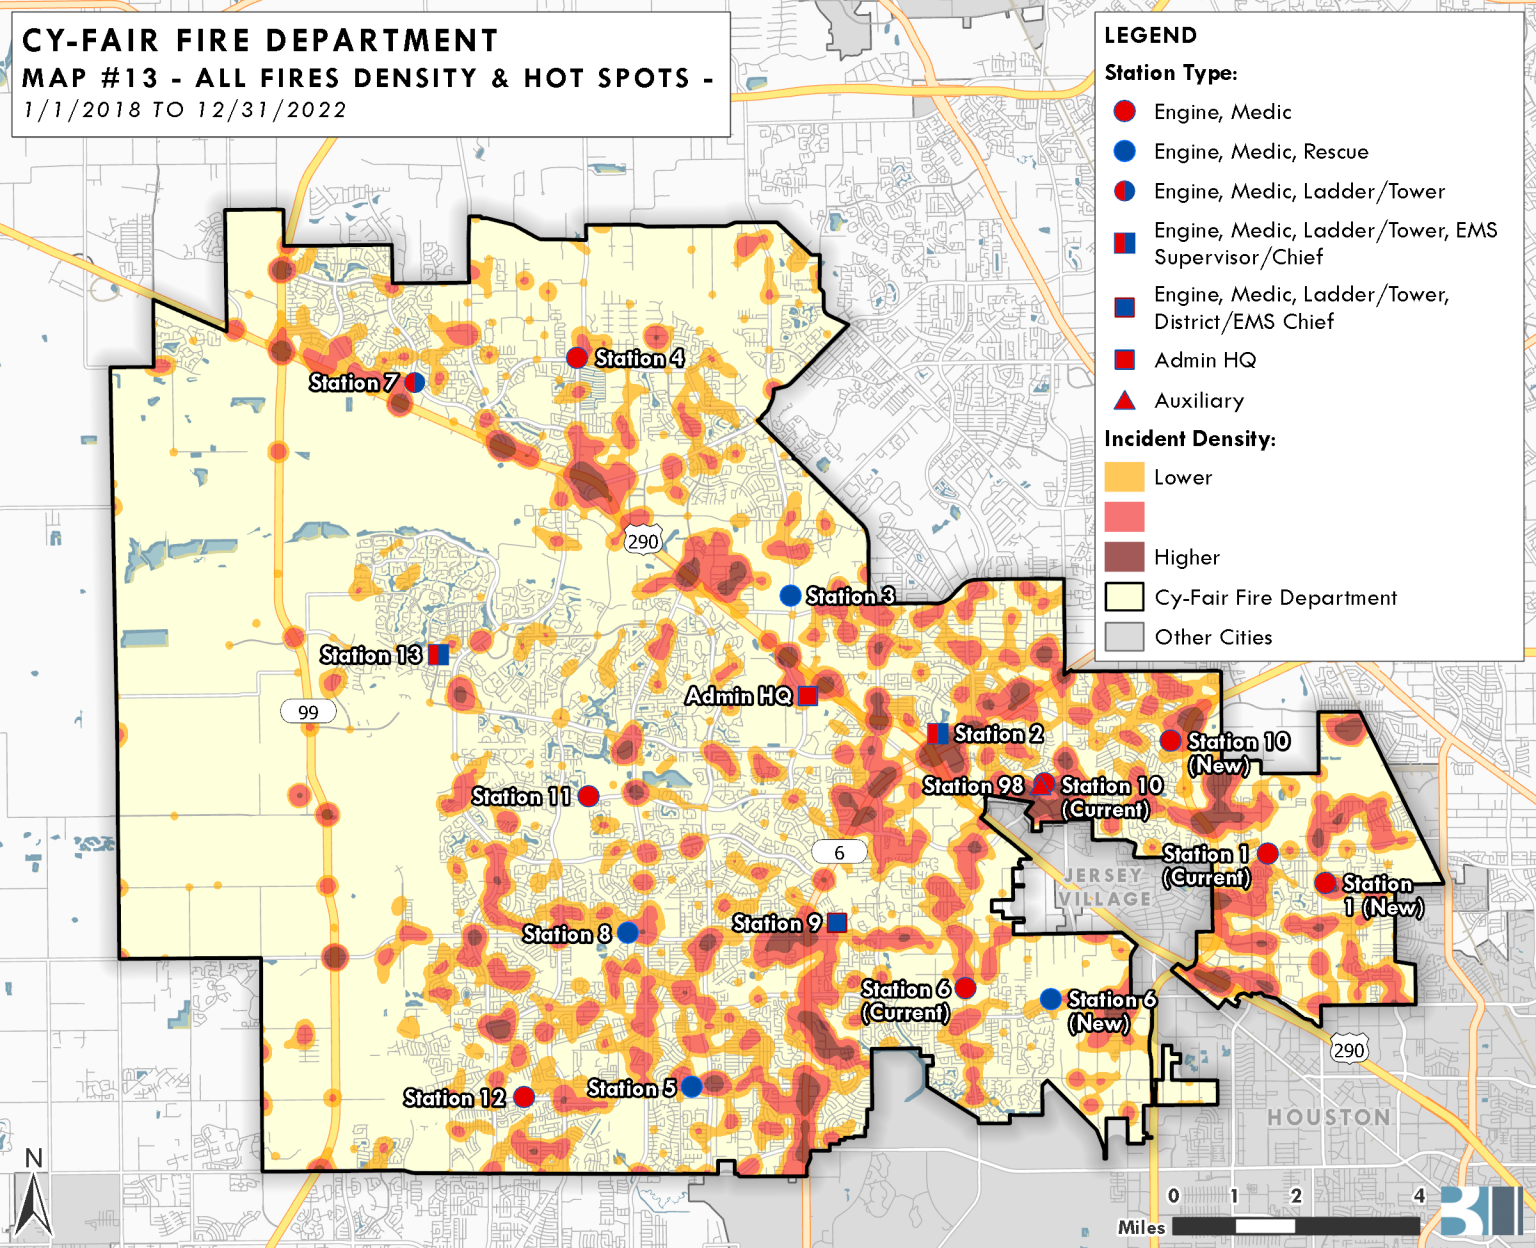 CY-FAIR FIRE DEPARTMENT
MAP #13 - ALL FIRES DENSITY & HOT SPOTS -
1/1/2018 TO 12/31/2022
LEGEND
Station Type:
Engine, Medic
Engine, Medic, Rescue
Engine, Medic, Ladder/Tower
Engine, Medic, Ladder/Tower, EMS
Supervisor/Chief
Engine, Medic, Ladder/Tower,
District/EMS Chief
Admin HQ
Auxiliary
Incident Density:
Lower
Higher
Cy-Fair Fire Department
Other Cities
Station 4
Station 7
290
Station 3
Station 13
Admin HQ
99
Station 2
Station 10
(New)
Station 98
Station 10
(Current)
Station 11
6
Station 1
(Current)
JERSEY
VILLAGE
Station
1 (New)
Station 9
Station 8
Station 6
(Current)
Station 6
(New)
290
Station 5
Station 12
HOUSTON
N
0 1 2 4
Miles